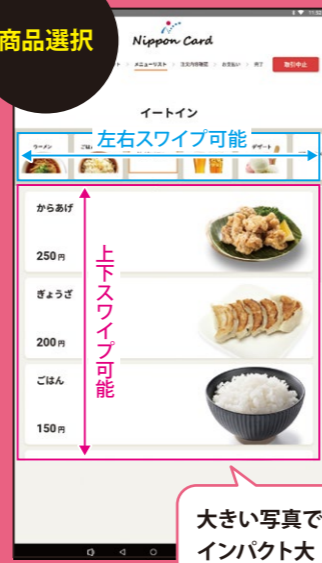 商品選択
11:52
Nippon Card
ト > メニューリスト > 注文内容確認 > お支払い > 完了
取引中止
イートイン
左右スワイプ可能
ラーメン
デザート
からあげ
250円
上下スワイプ可能
ぎょうざ
200円
ごはん
150円
大きい写真で
インパクト大